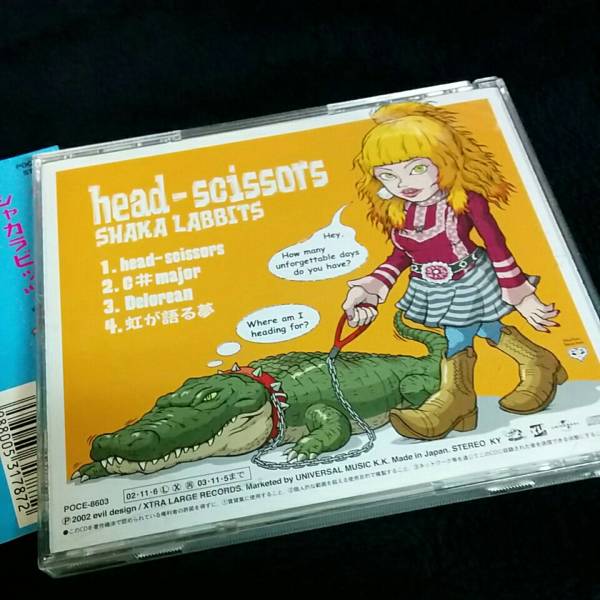 head-scissors
SHAKA LABBITS
1. head-scissors
2. C#major
3. Delorean
4. 虹が語る夢
Hey,
How many
unforgettable days
do you have?
Where am I
heading for?
POCE-8603
02・11・6 L X 03・11・5まで
Ⓟ2002 evil design / XTRA LARGE RECORDS. Marketed by UNIVERSAL MUSIC K.K. Made in Japan. STEREO KY
シャカラビッツ